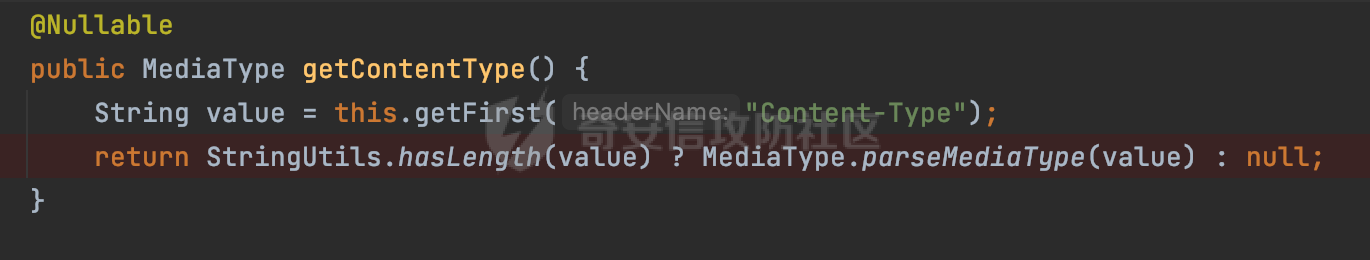 @Nullable
public MediaType getContentType() {
String value = this.getFirst( headerName: "Content-Type");
return StringUtils.hasLength(value) ? MediaType.parseMediaType(value) : null;
}
奇安信攻防社区